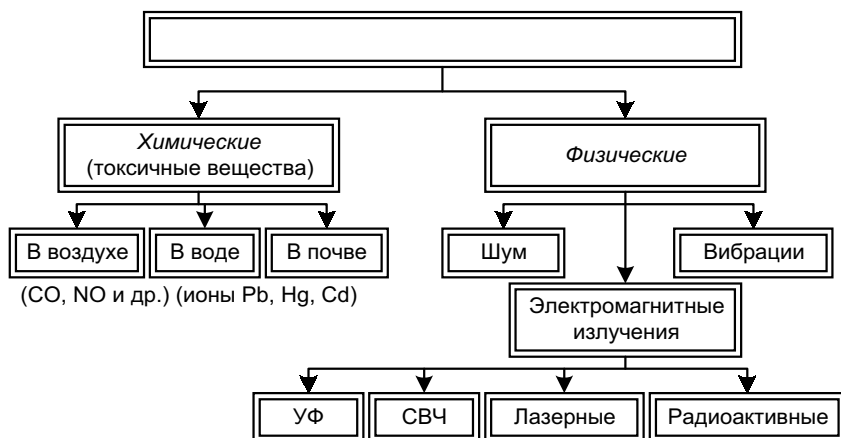 Химические
(токсичные вещества)
Физические
В воздухе
В воде
В почве
Шум
Вибрации
(CO, NO и др.) (ионы Pb, Hg, Cd)
Электромагнитные
излучения
УФ
СВЧ
Лазерные
Радиоактивные